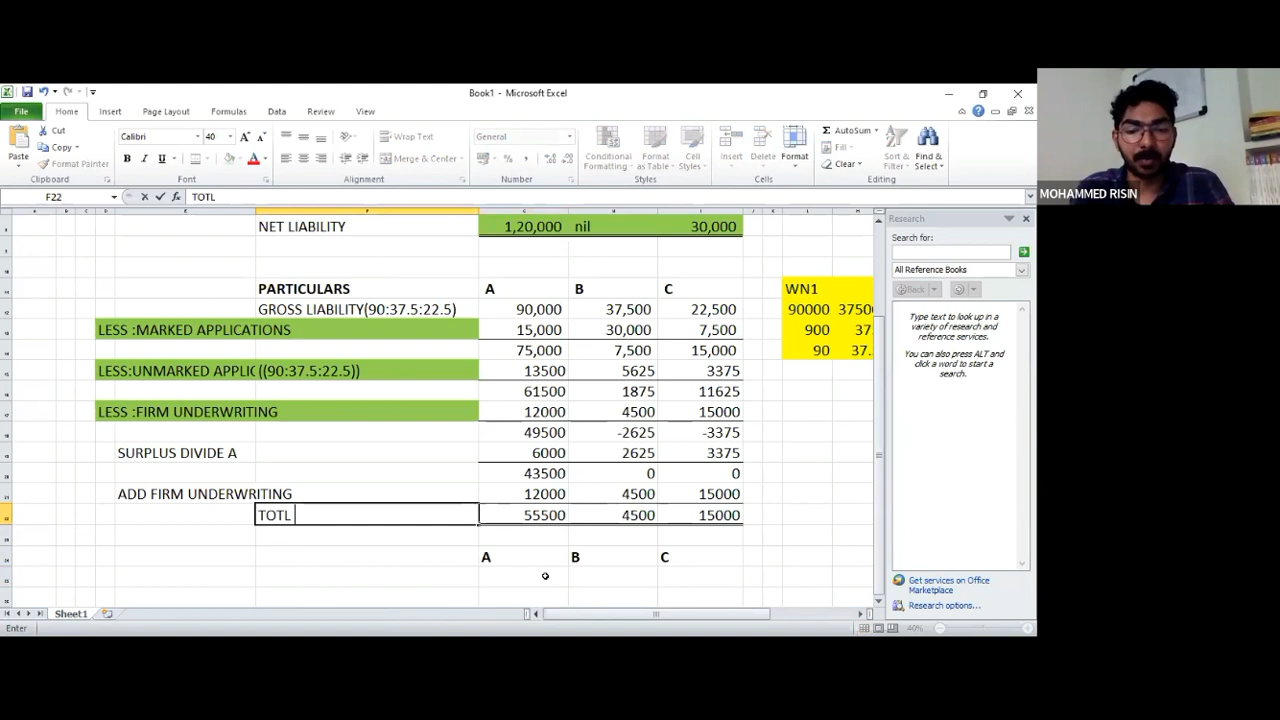 Book1 - Microsoft Excel
File Home Insert Page Layout Formulas Data Review View
Cut
Copy
Format Painter
Paste
Clipboard
Calibri 40
B I U
Font
Wrap Text
Merge & Center
Alignment
General
Number
Conditional Formatting
Format as Table
Cell Styles
Styles
Insert Delete Format
Cells
AutoSum
Fill
Clear
Sort & Filter
Find & Select
Editing
MOHAMMED RISIN
F22 fx TOTL
NET LIABILITY 1,20,000 nil 30,000
PARTICULARS A B C WN1
GROSS LIABILITY(90:37.5:22.5) 90,000 37,500 22,500 90000 3750
LESS :MARKED APPLICATIONS 15,000 30,000 7,500 900 37
75,000 7,500 15,000 90 37.
LESS:UNMARKED APPLIC ((90:37.5:22.5)) 13500 5625 3375
61500 1875 11625
LESS :FIRM UNDERWRITING 12000 4500 15000
49500 -2625 -3375
SURPLUS DIVIDE A 6000 2625 3375
43500 0 0
ADD FIRM UNDERWRITING 12000 4500 15000
TOTL 55500 4500 15000
A B C
Research
Search for:
All Reference Books
Back
Type text to look up in a
variety of research and
reference services.
You can also press ALT and
click a word to start a
search.
Get services on Office
Marketplace
Research options...
Sheet1
Enter
40%